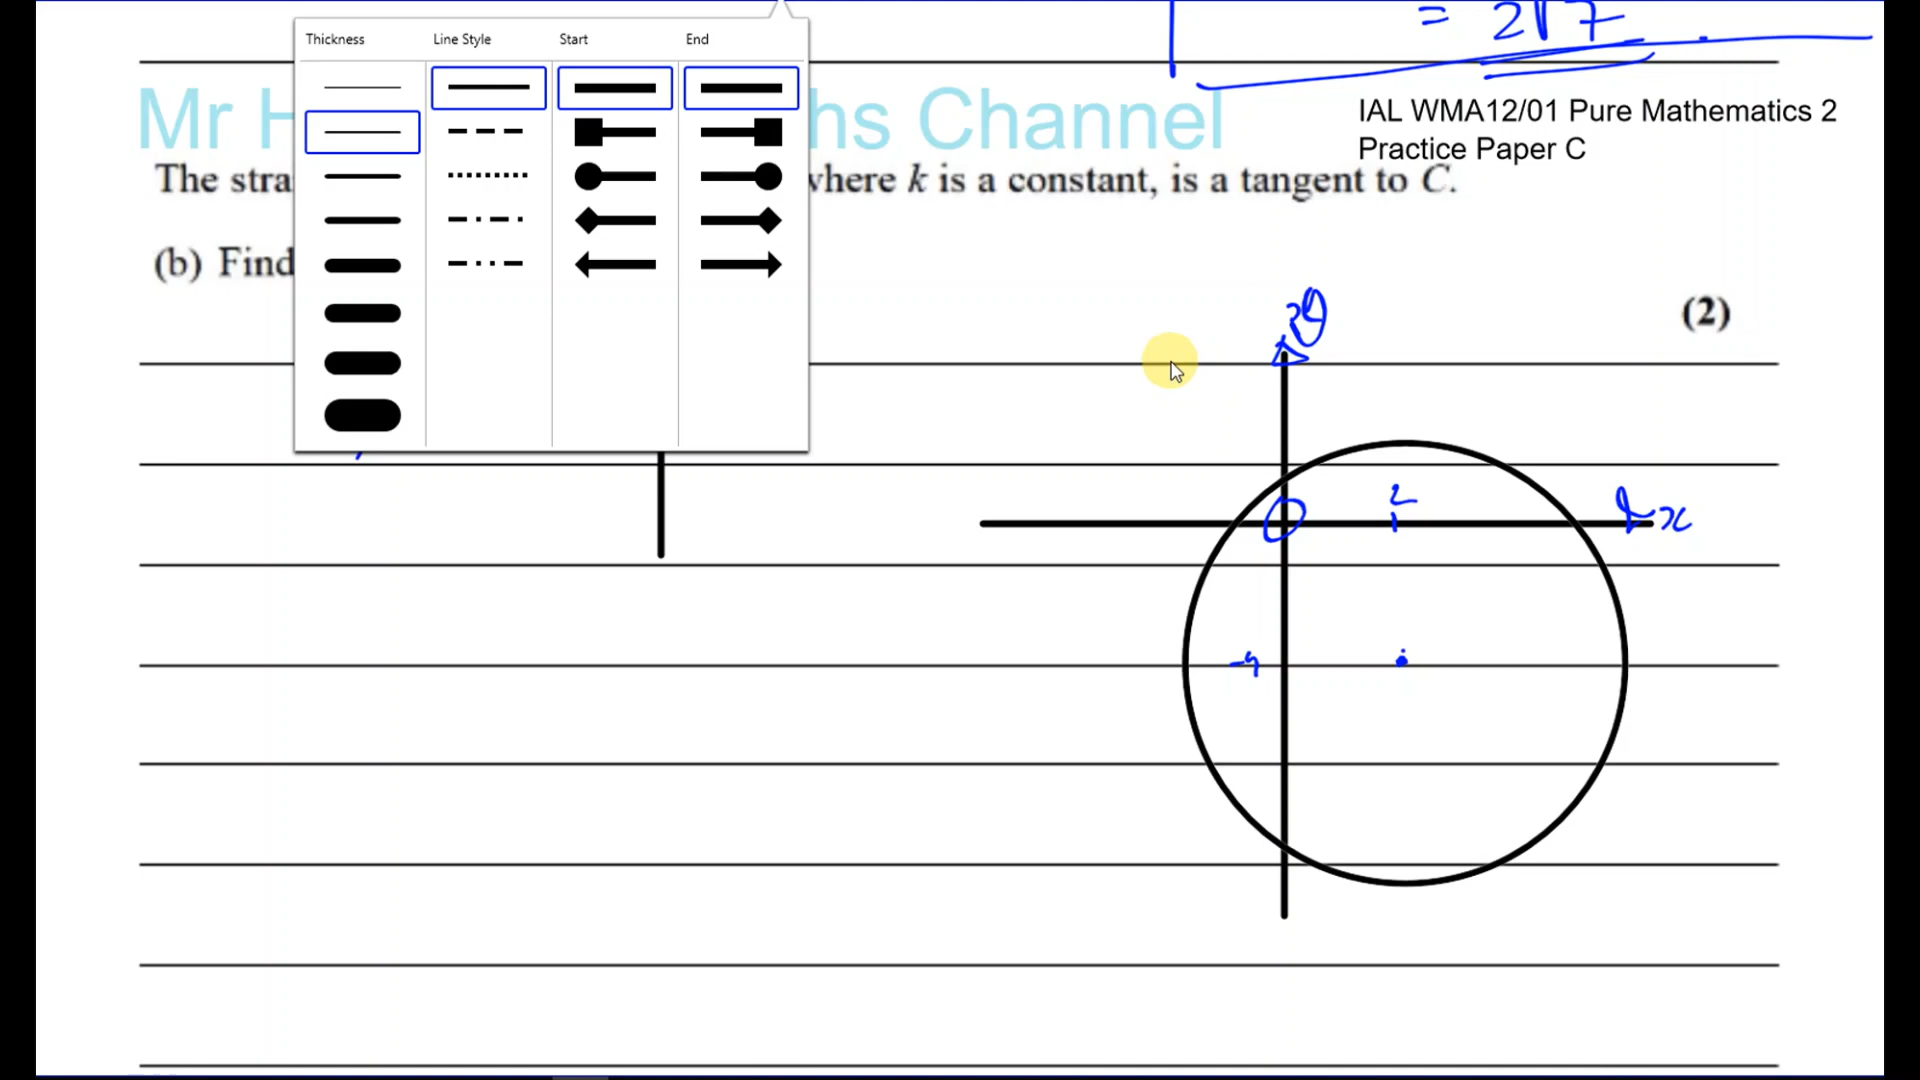 = 2√7
Thickness Line Style Start End
Mr H ths Channel
IAL WMA12/01 Pure Mathematics 2
Practice Paper C
The stra where k is a constant, is a tangent to C.
(b) Find
(2)
y
2
O
x
-4